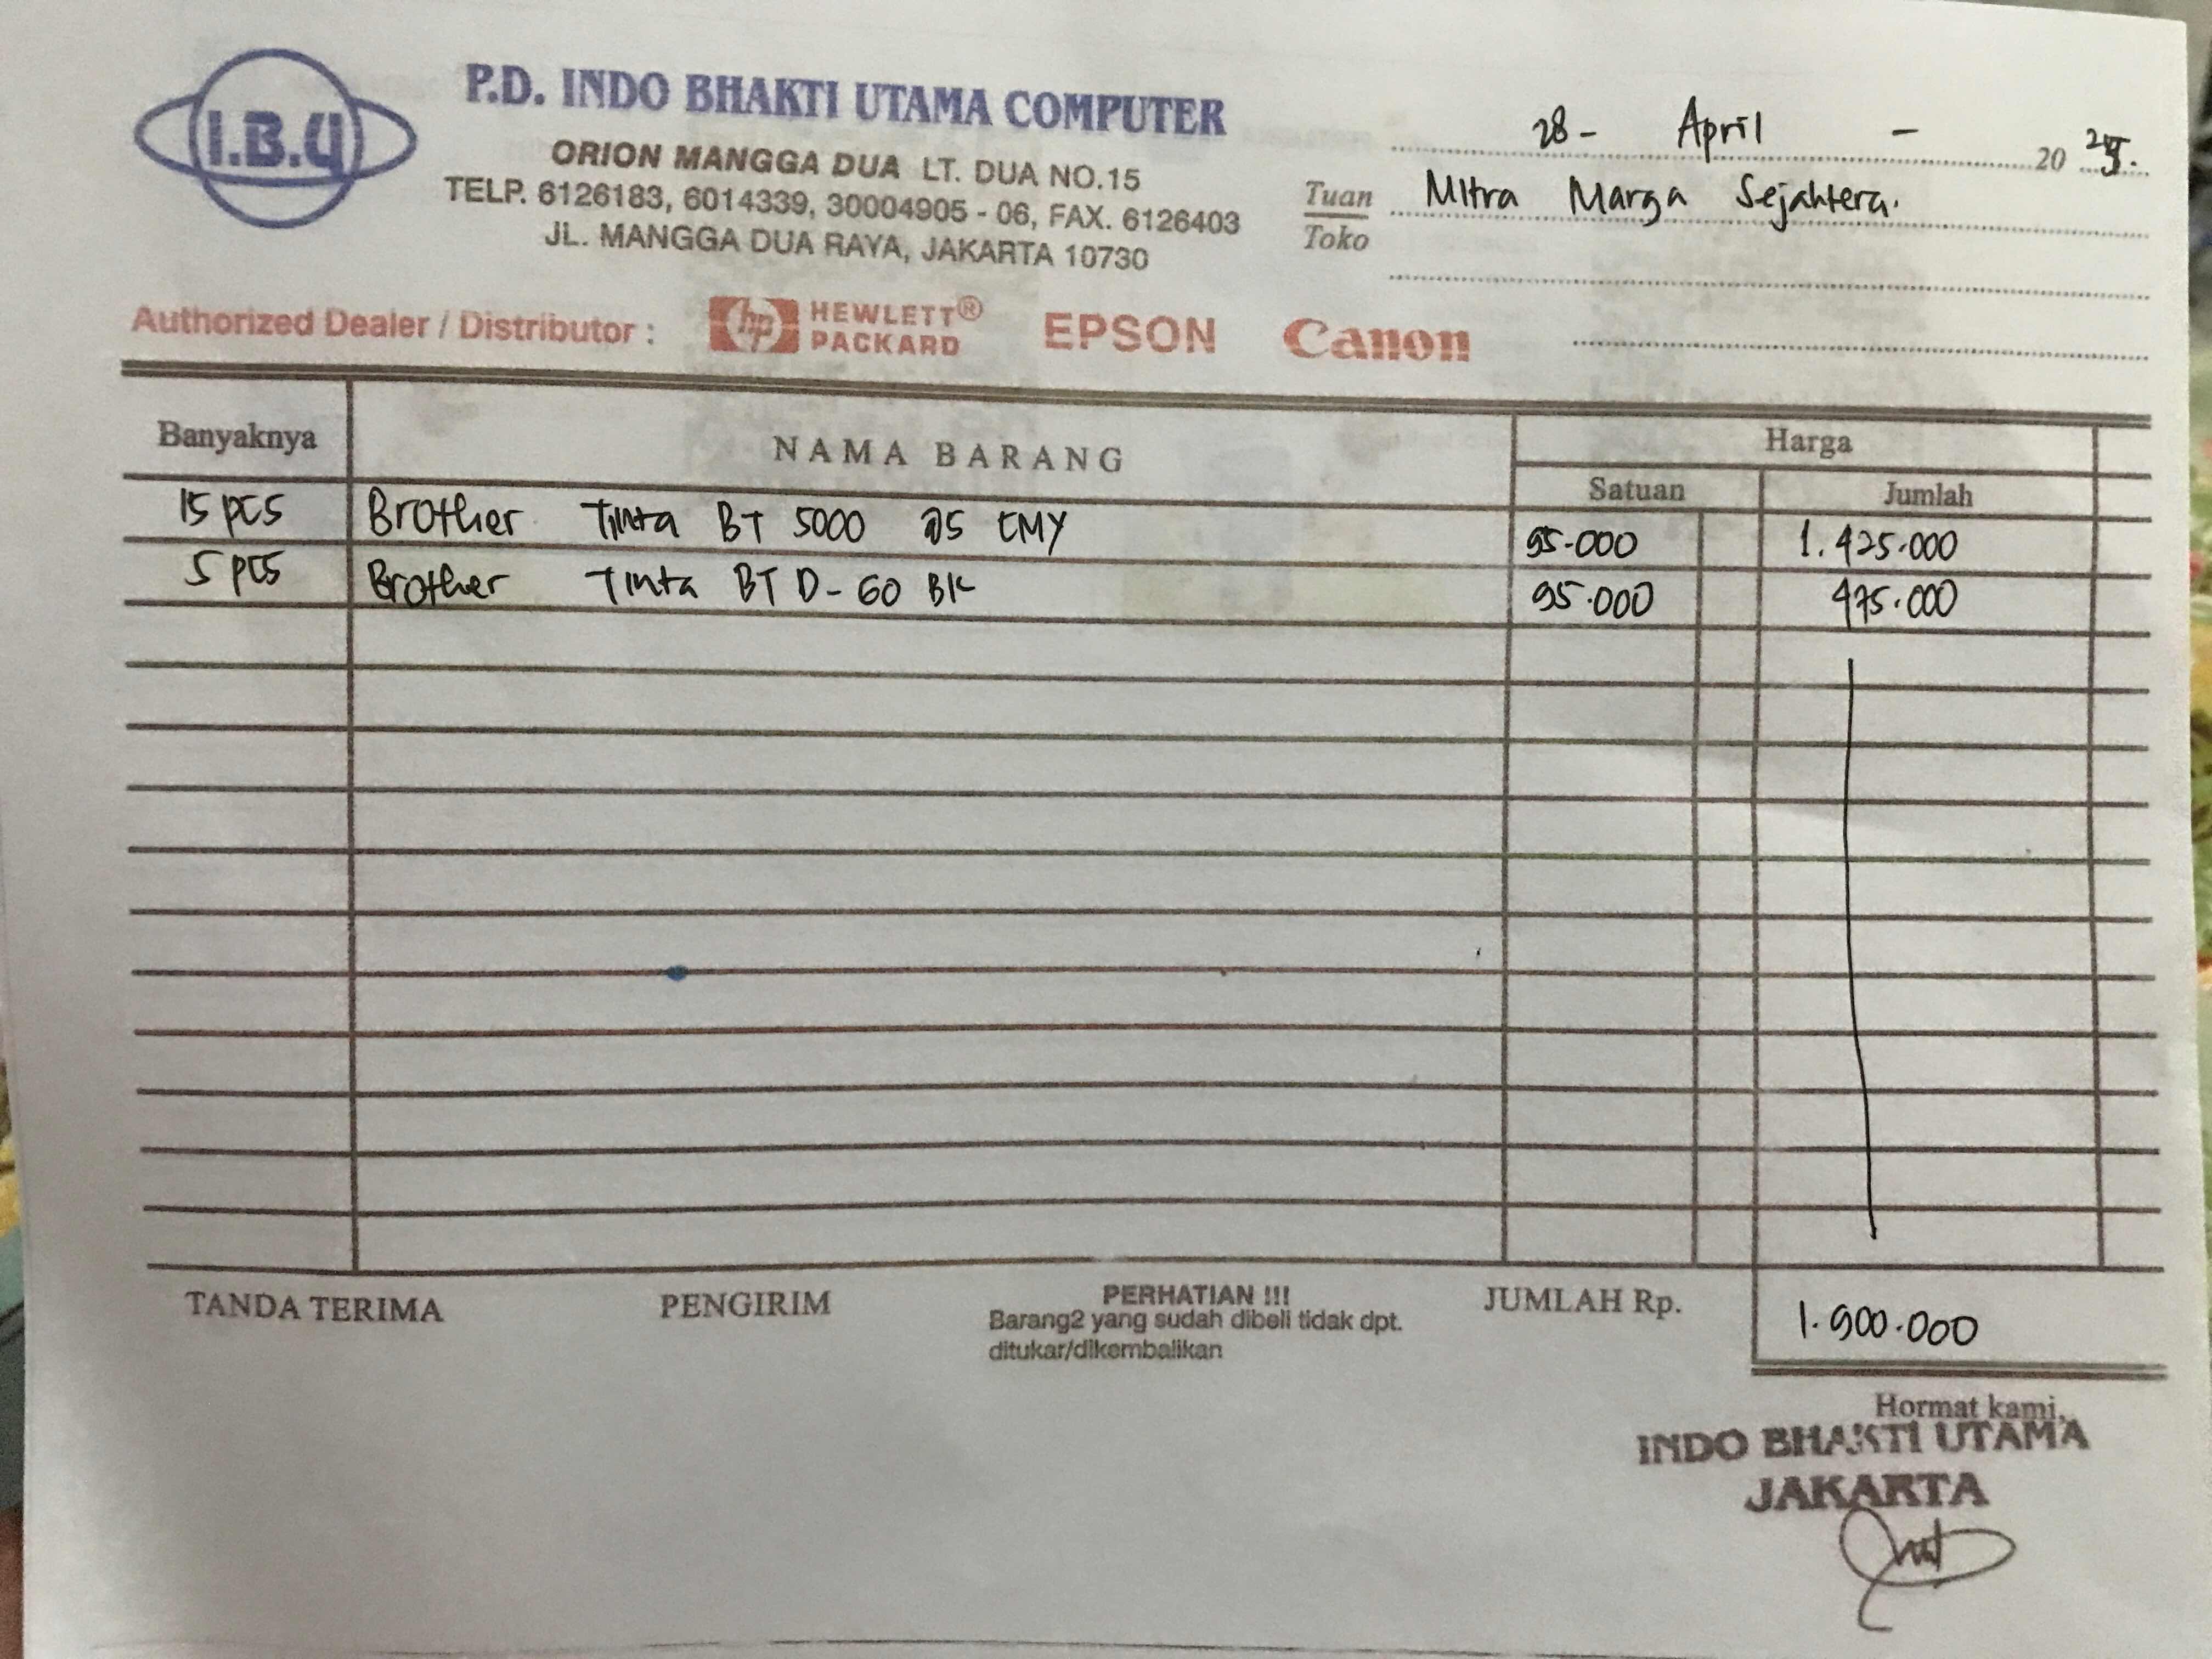 I.B.U
P.D. INDO BHAKTI UTAMA COMPUTER
ORION MANGGA DUA LT. DUA NO.15
TELP. 6126183, 6014339, 30004905 - 06, FAX. 6126403
JL. MANGGA DUA RAYA, JAKARTA 10730
28 - April - 20
Tuan Mitra Marga Sejahtera.
Toko
Authorized Dealer / Distributor : hp HEWLETT® PACKARD EPSON Canon
Banyaknya NAMA BARANG Harga
Satuan Jumlah
15 pcs Brother Tinta BT 5000 @5 CMY 95.000 1.425.000
5 pcs Brother Tinta BT D-60 BK 95.000 475.000
TANDA TERIMA PENGIRIM PERHATIAN !!! JUMLAH Rp. 1.900.000
Barang2 yang sudah dibeli tidak dpt.
ditukar/dikembalikan
Hormat kami,
INDO BHAKTI UTAMA
JAKARTA